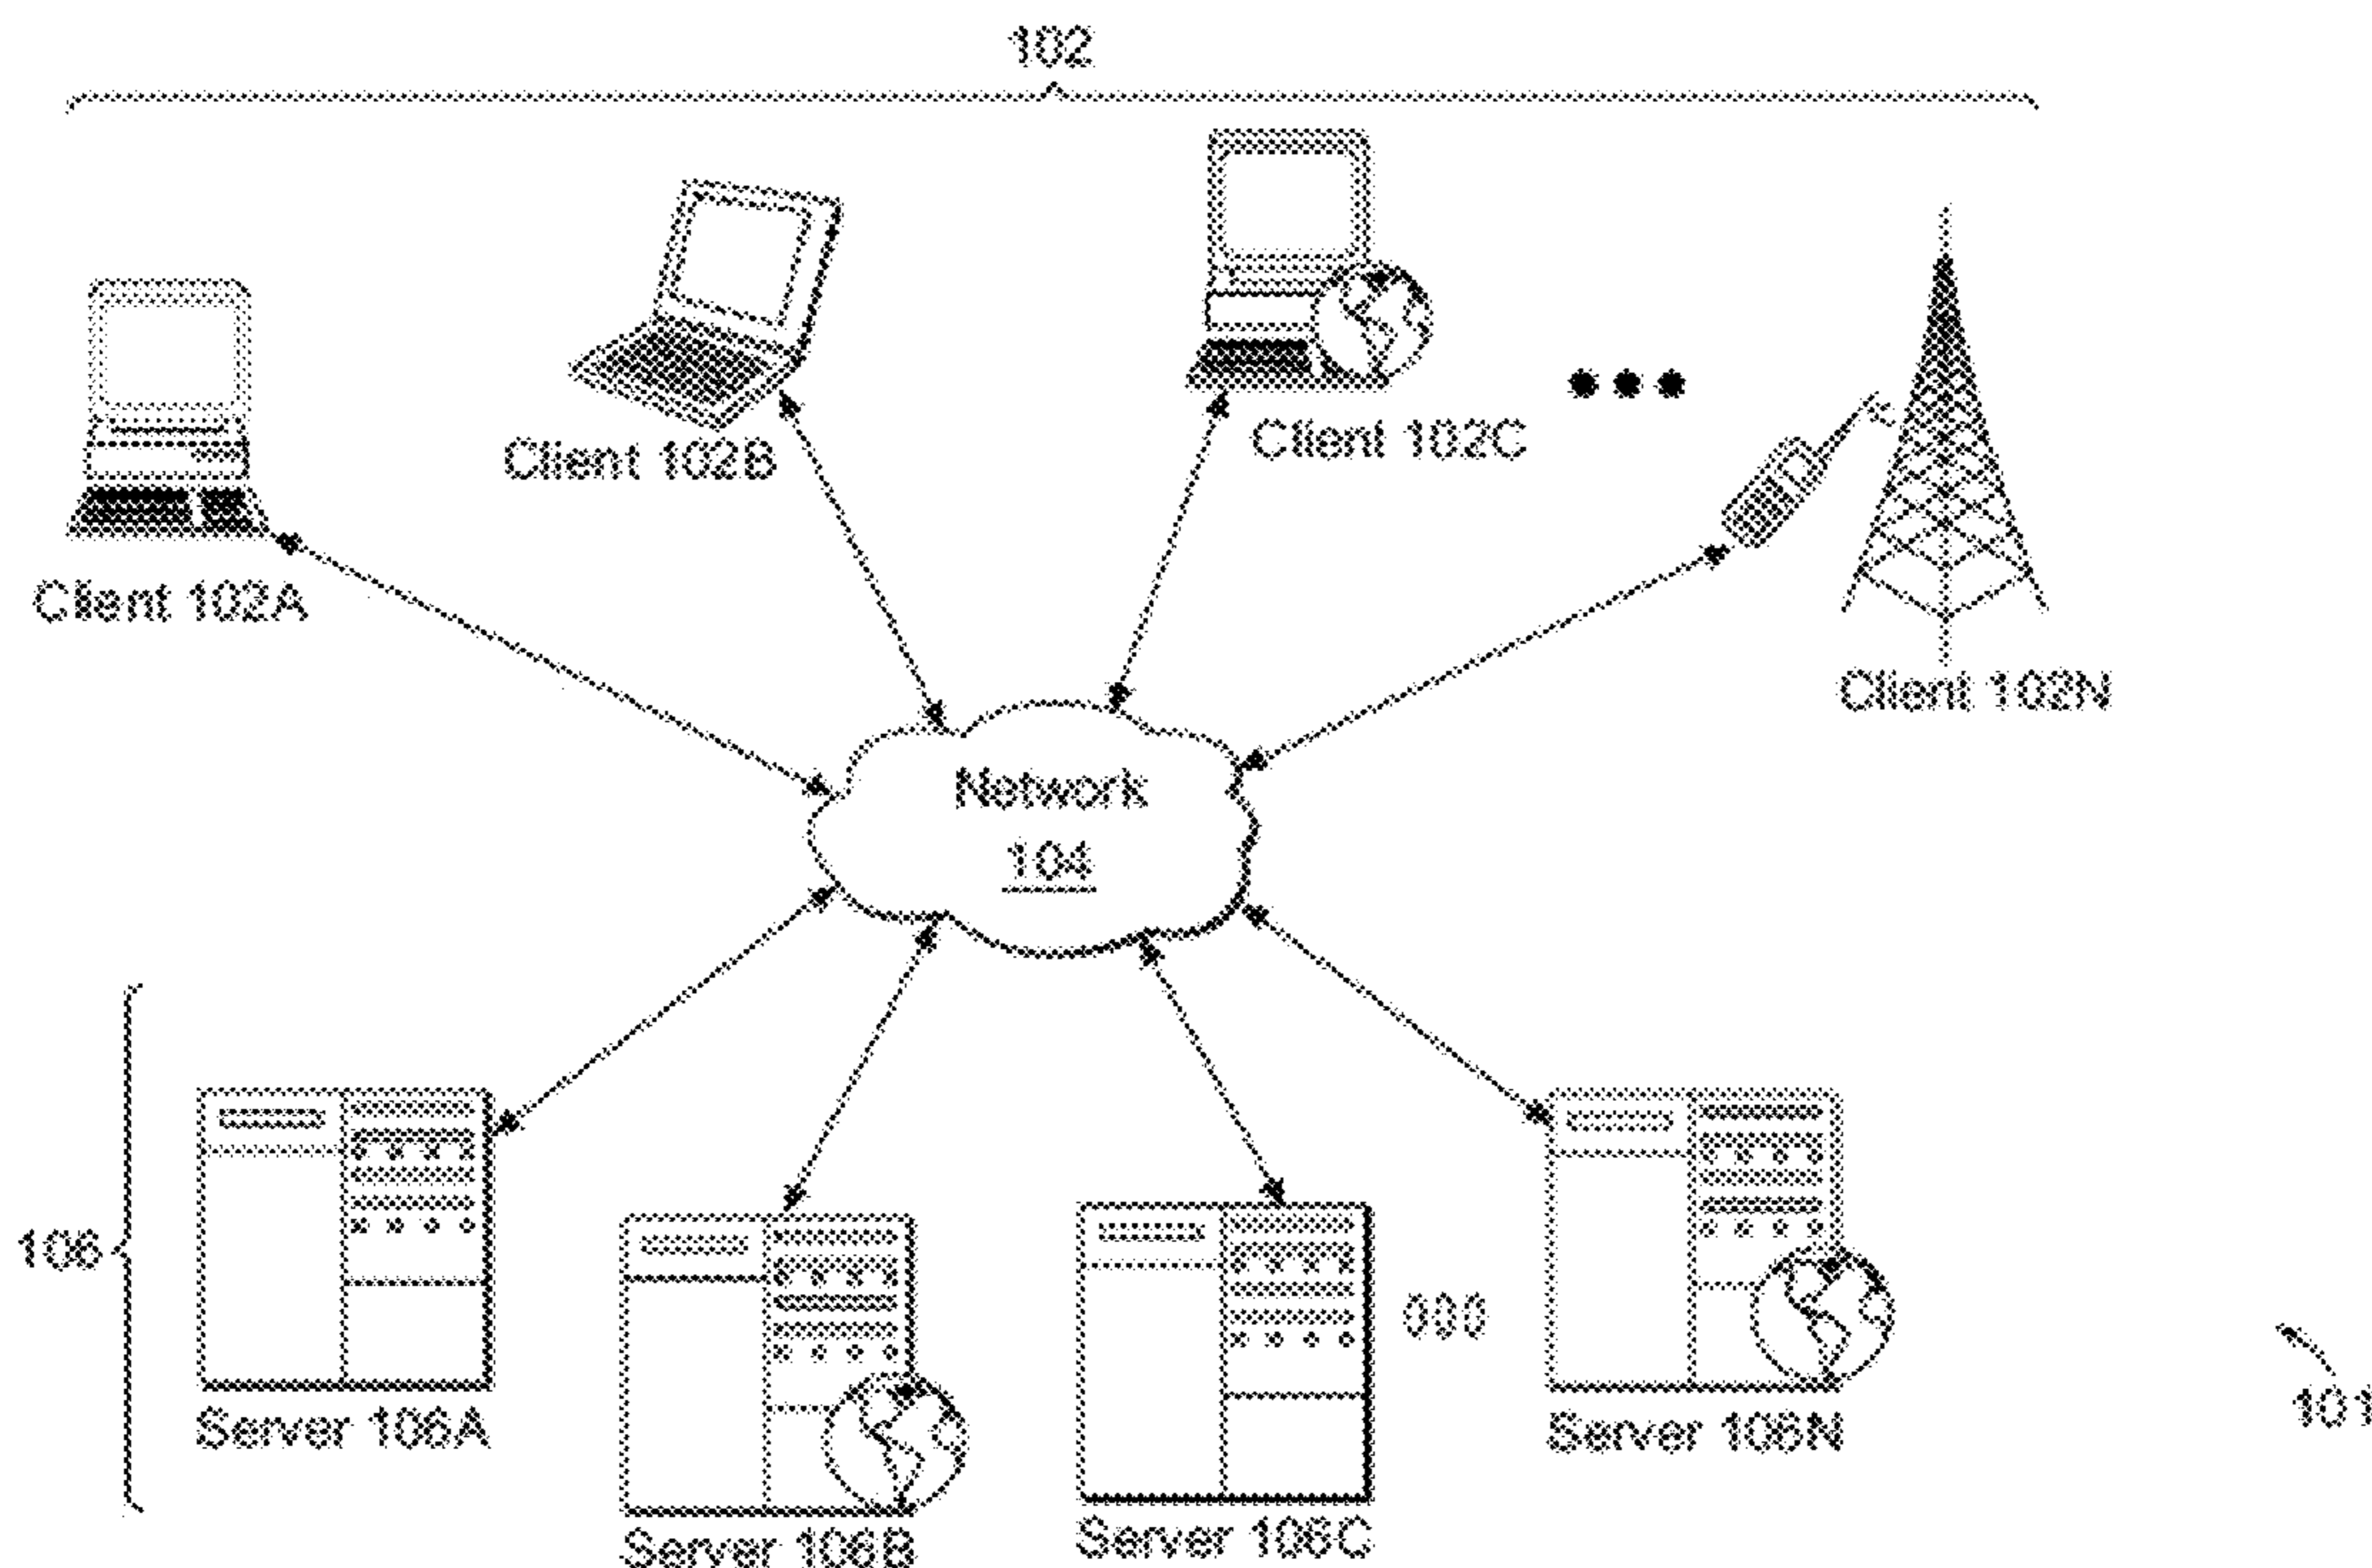 102
Client 102A
Client 102B
Client 102C
Client 102N
Network
104
106
Server 106A
Server 106B
Server 106C
Server 106N
101